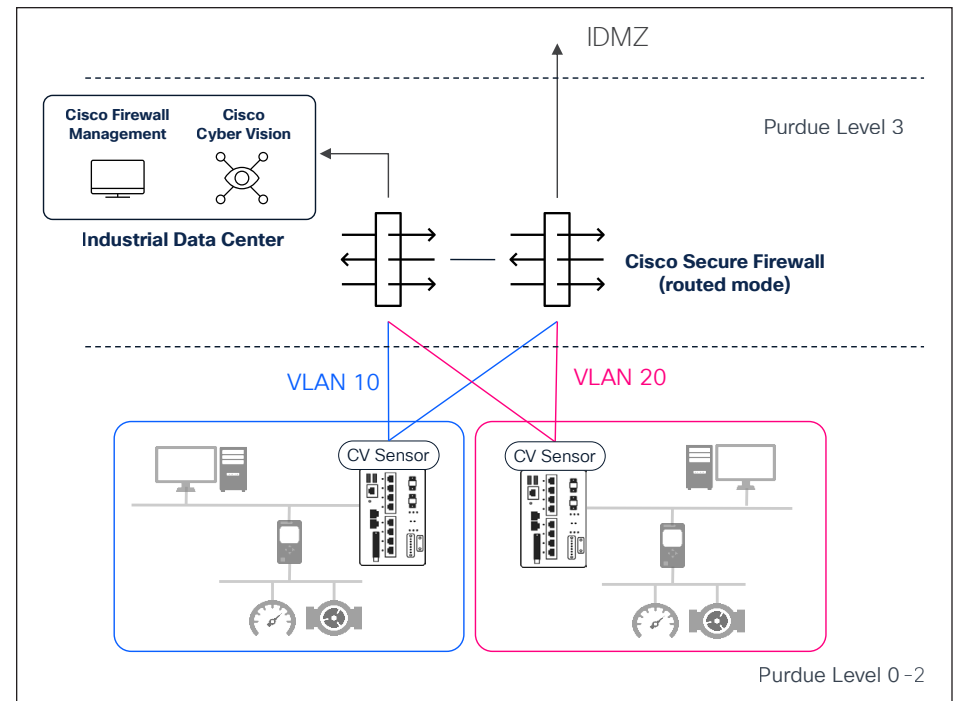 IDMZ
Purdue Level 3
Cisco Firewall
Management
Cisco
Cyber Vision
Industrial Data Center
Cisco Secure Firewall
(routed mode)
VLAN 10
VLAN 20
CV Sensor
CV Sensor
Purdue Level 0-2